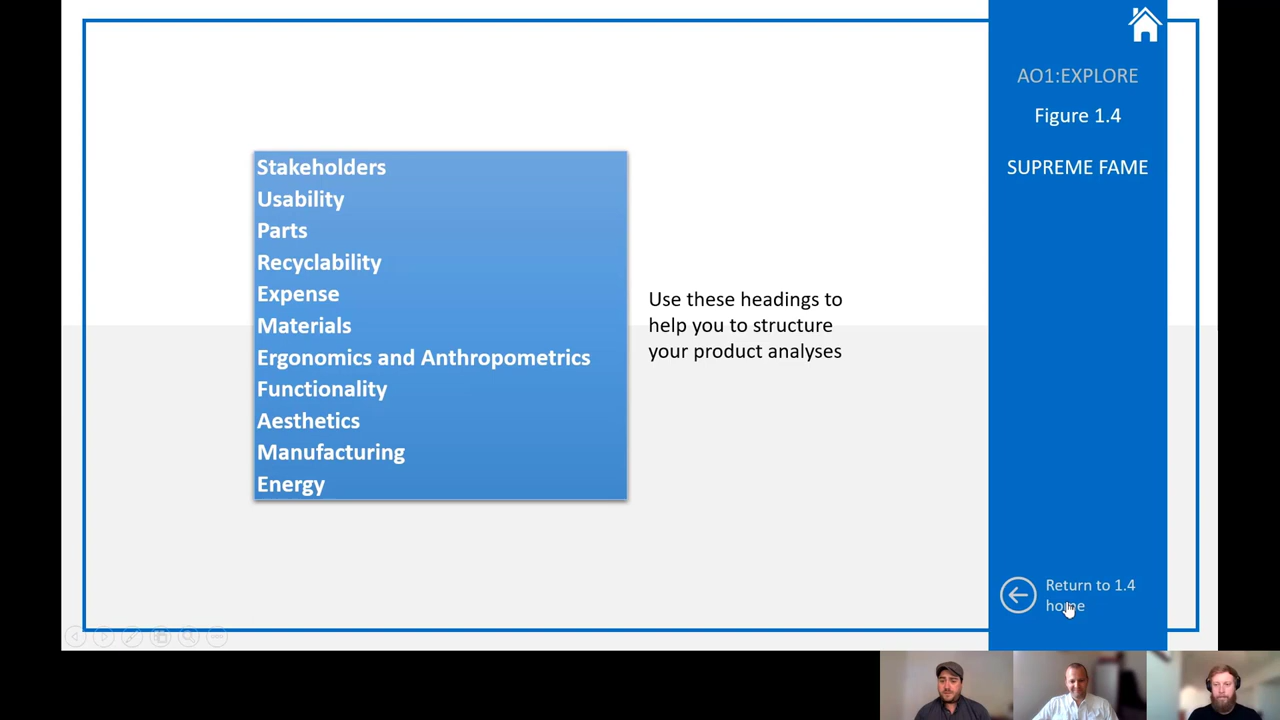 Stakeholders
Usability
Parts
Recyclability
Expense
Materials
Ergonomics and Anthropometrics
Functionality
Aesthetics
Manufacturing
Energy
Use these headings to
help you to structure
your product analyses
AO1:EXPLORE
Figure 1.4
SUPREME FAME
Return to 1.4
home